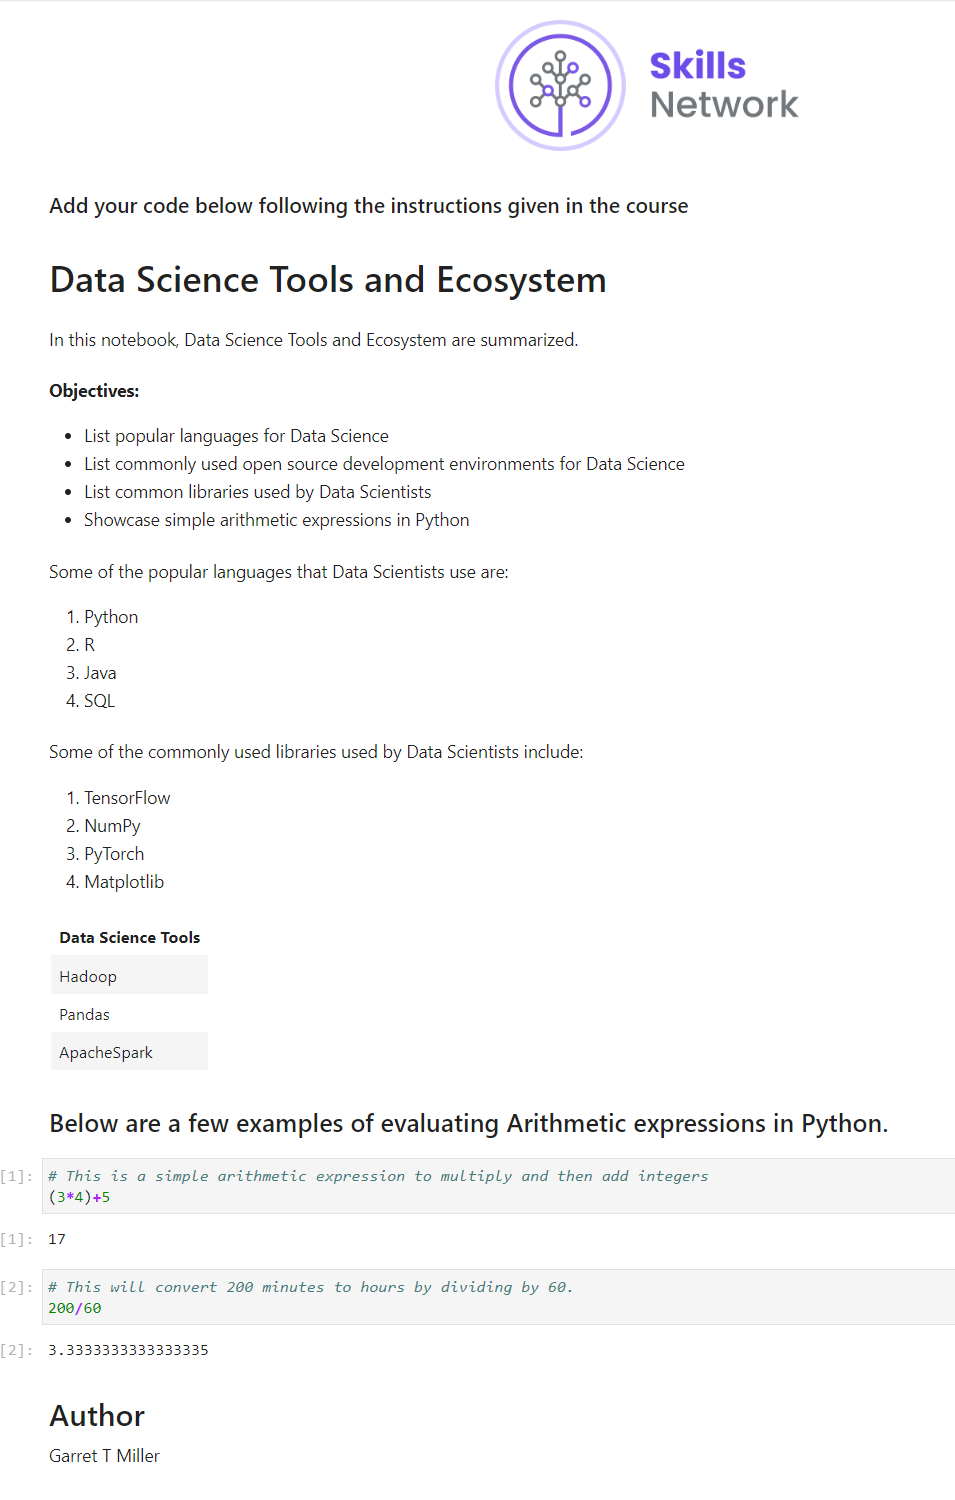 Skills
Network
Add your code below following the instructions given in the course
Data Science Tools and Ecosystem
In this notebook, Data Science Tools and Ecosystem are summarized.
Objectives:
• List popular languages for Data Science
• List commonly used open source development environments for Data Science
• List common libraries used by Data Scientists
• Showcase simple arithmetic expressions in Python
Some of the popular languages that Data Scientists use are:
1. Python
2. R
3. Java
4. SQL
Some of the commonly used libraries used by Data Scientists include:
1. TensorFlow
2. NumPy
3. PyTorch
4. Matplotlib
Data Science Tools
Hadoop
Pandas
ApacheSpark
Below are a few examples of evaluating Arithmetic expressions in Python.
[1]: # This is a simple arithmetic expression to multiply and then add integers
(3*4)+5
[1]: 17
[2]: # This will convert 200 minutes to hours by dividing by 60.
200/60
[2]: 3.3333333333333335
Author
Garret T Miller